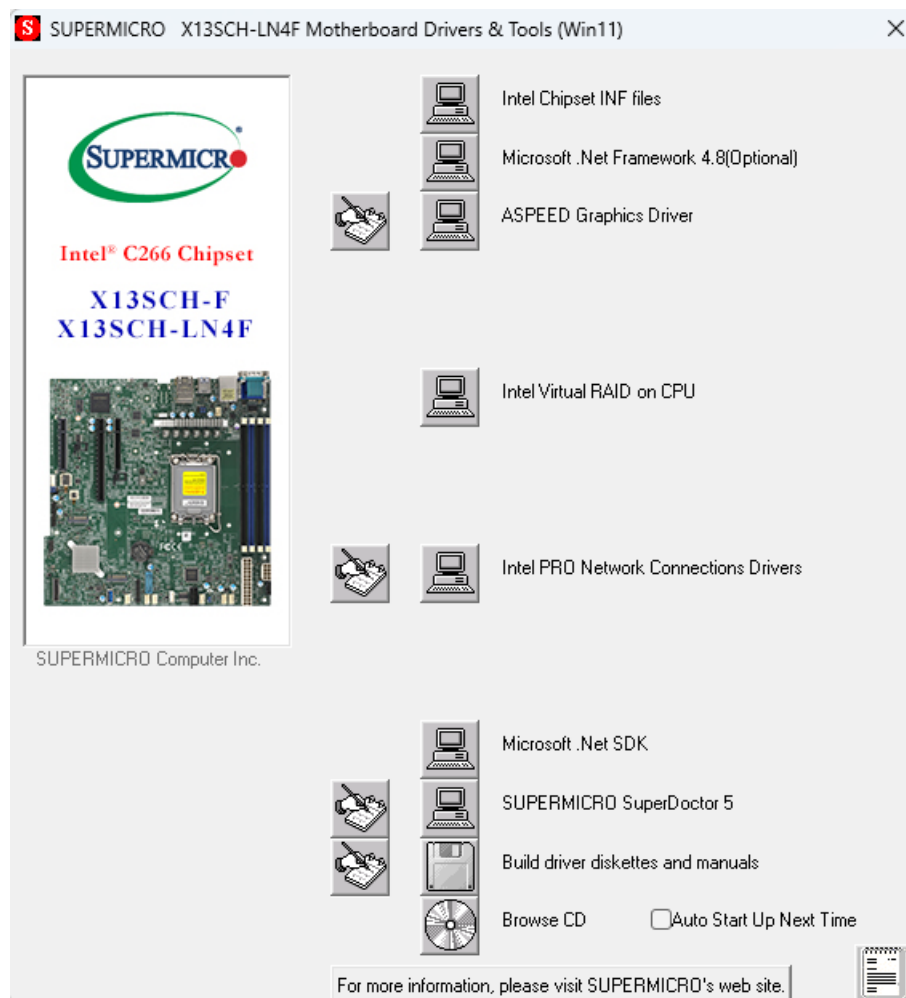 S SUPERMICRO X13SCH-LN4F Motherboard Drivers & Tools (Win11)
SUPERMICRO
Intel® C266 Chipset
X13SCH-F
X13SCH-LN4F
SUPERMICRO Computer Inc.
Intel Chipset INF files
Microsoft .Net Framework 4.8(Optional)
ASPEED Graphics Driver
Intel Virtual RAID on CPU
Intel PRO Network Connections Drivers
Microsoft .Net SDK
SUPERMICRO SuperDoctor 5
Build driver diskettes and manuals
Browse CD Auto Start Up Next Time
For more information, please visit SUPERMICRO's web site.